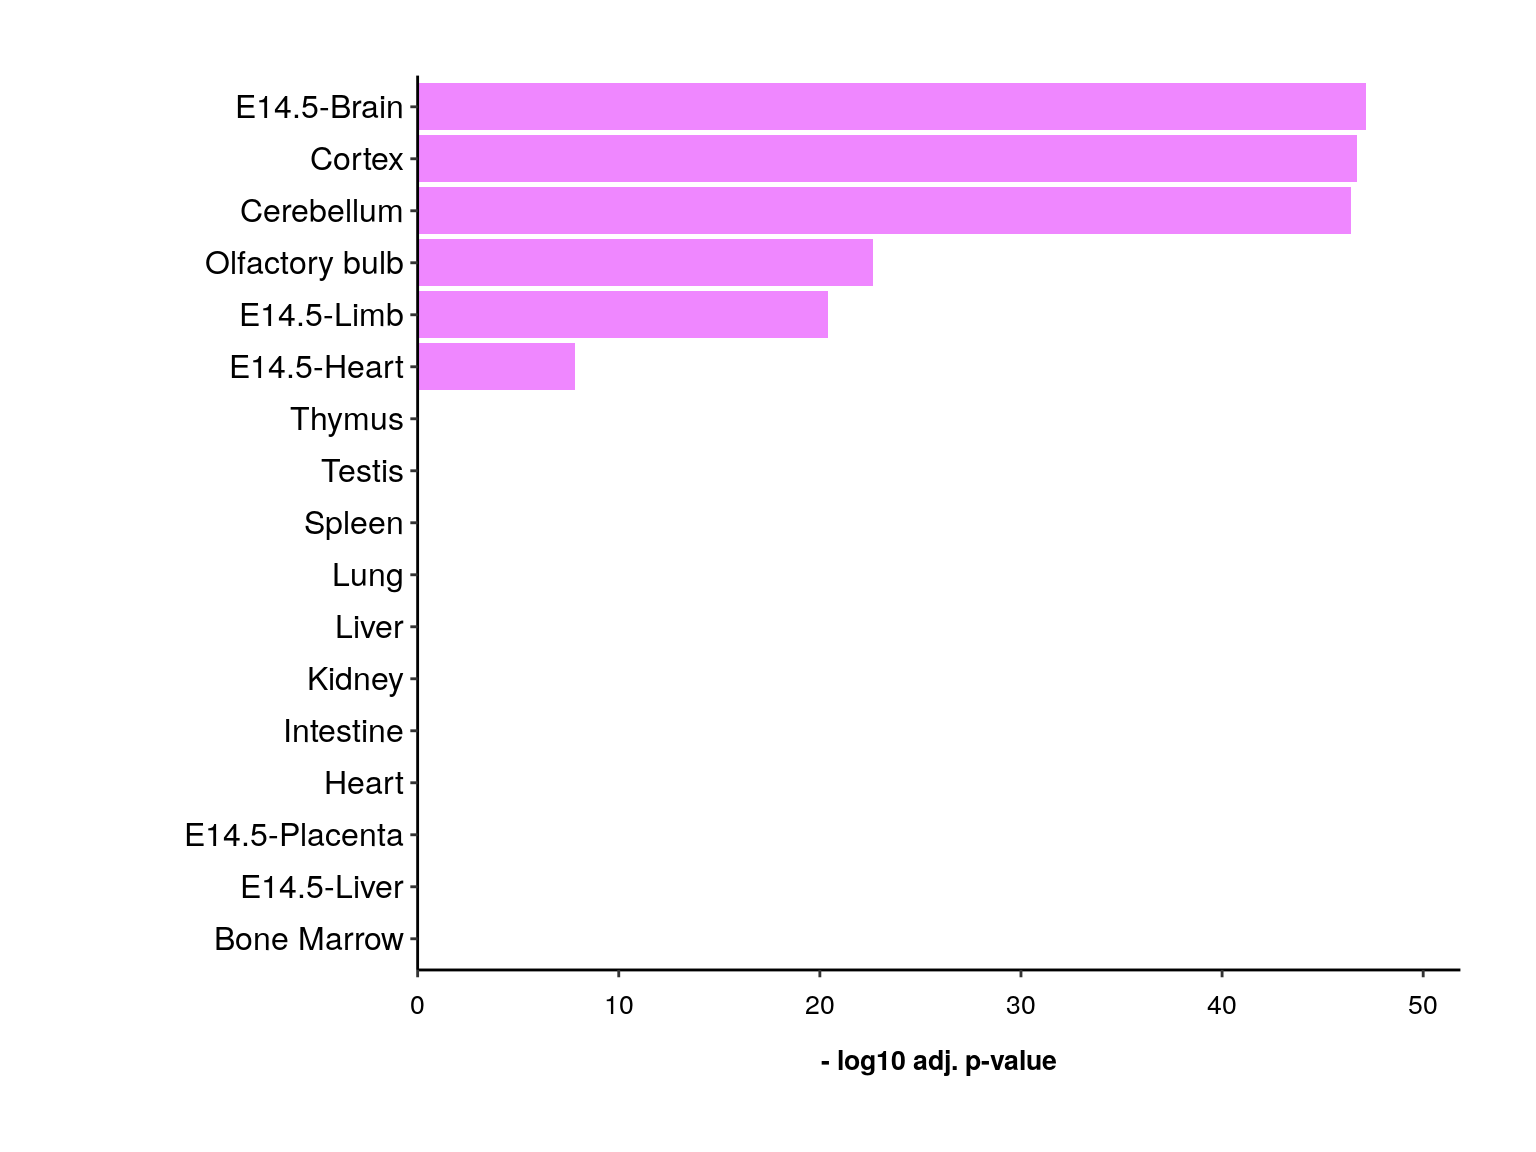 E14.5-Brain
Cortex
Cerebellum
Olfactory bulb
E14.5-Limb
E14.5-Heart
Thymus
Testis
Spleen
Lung
Liver
Kidney
Intestine
Heart
E14.5-Placenta
E14.5-Liver
Bone Marrow
0 10 20 30 40 50
- log10 adj. p-value